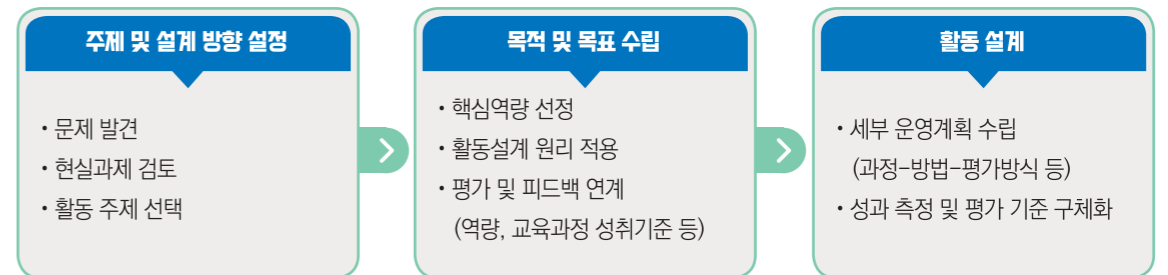 주제 및 설계 방향 설정
• 문제 발견
• 현실과제 검토
• 활동 주제 선택
목적 및 목표 수립
• 핵심역량 선정
• 활동설계 원리 적용
• 평가 및 피드백 연계
(역량, 교육과정 성취기준 등)
활동 설계
• 세부 운영계획 수립
(과정-방법-평가방식 등)
• 성과 측정 및 평가 기준 구체화